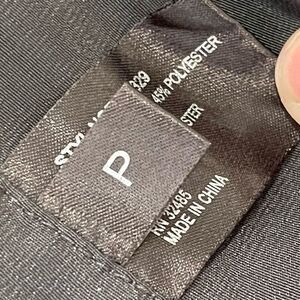 329
45% POLYESTER
STER
P
RN 32485
MADE IN CHINA